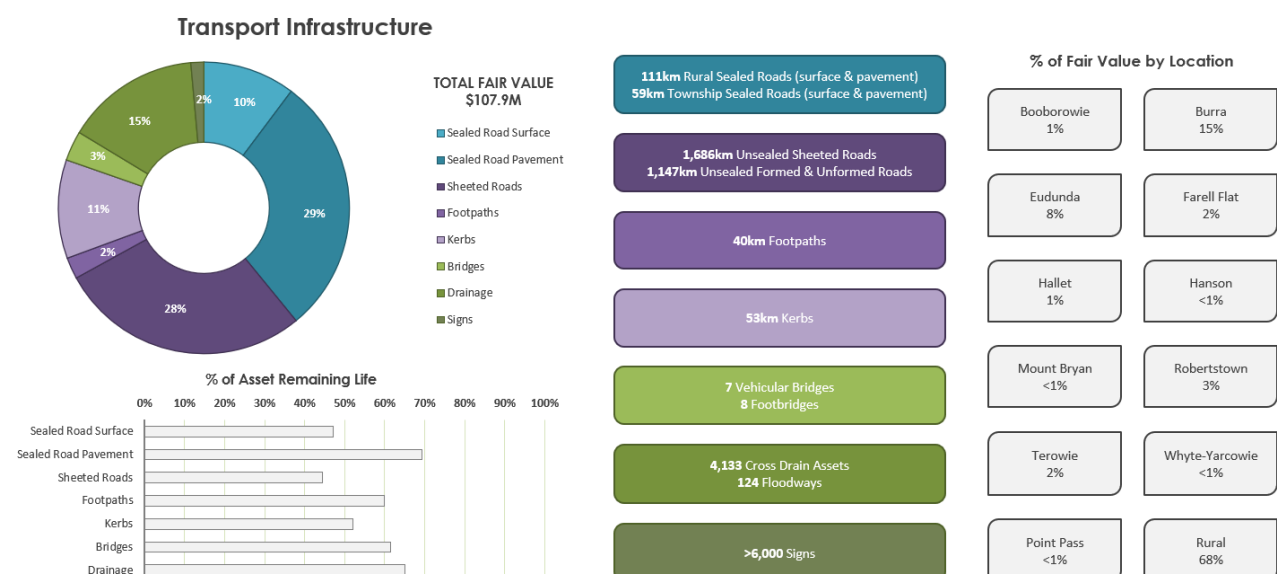 Transport Infrastructure
2%
10%
15%
3%
11%
29%
2%
28%
TOTAL FAIR VALUE
$107.9M
Sealed Road Surface
Sealed Road Pavement
Sheeted Roads
Footpaths
Kerbs
Bridges
Drainage
Signs
% of Asset Remaining Life
0% 10% 20% 30% 40% 50% 60% 70% 80% 90% 100%
Sealed Road Surface
Sealed Road Pavement
Sheeted Roads
Footpaths
Kerbs
Bridges
Drainage
111km Rural Sealed Roads (surface & pavement)
59km Township Sealed Roads (surface & pavement)
1,686km Unsealed Sheeted Roads
1,147km Unsealed Formed & Unformed Roads
40km Footpaths
53km Kerbs
7 Vehicular Bridges
8 Footbridges
4,133 Cross Drain Assets
124 Floodways
>6,000 Signs
% of Fair Value by Location
Booborowie
1%
Burra
15%
Eudunda
8%
Farell Flat
2%
Hallet
1%
Hanson
<1%
Mount Bryan
<1%
Robertstown
3%
Terowie
2%
Whyte-Yarcowie
<1%
Point Pass
<1%
Rural
68%